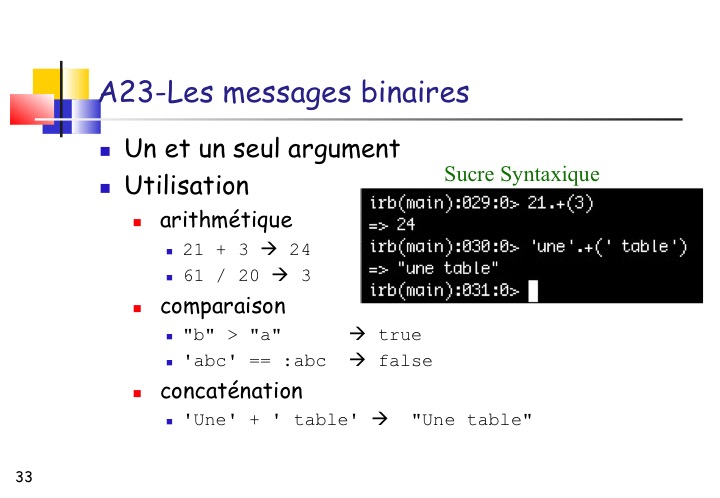 A23-Les messages binaires
Un et un seul argument
Utilisation
arithmétique
21 + 3 → 24
61 / 20 → 3
comparaison
"b" > "a" → true
'abc' == :abc → false
concaténation
'Une' + ' table' → "Une table"
Sucre Syntaxique
irb(main):029:0> 21.+(3)
=> 24
irb(main):030:0> 'une'.+(' table')
=> "une table"
irb(main):031:0>
33